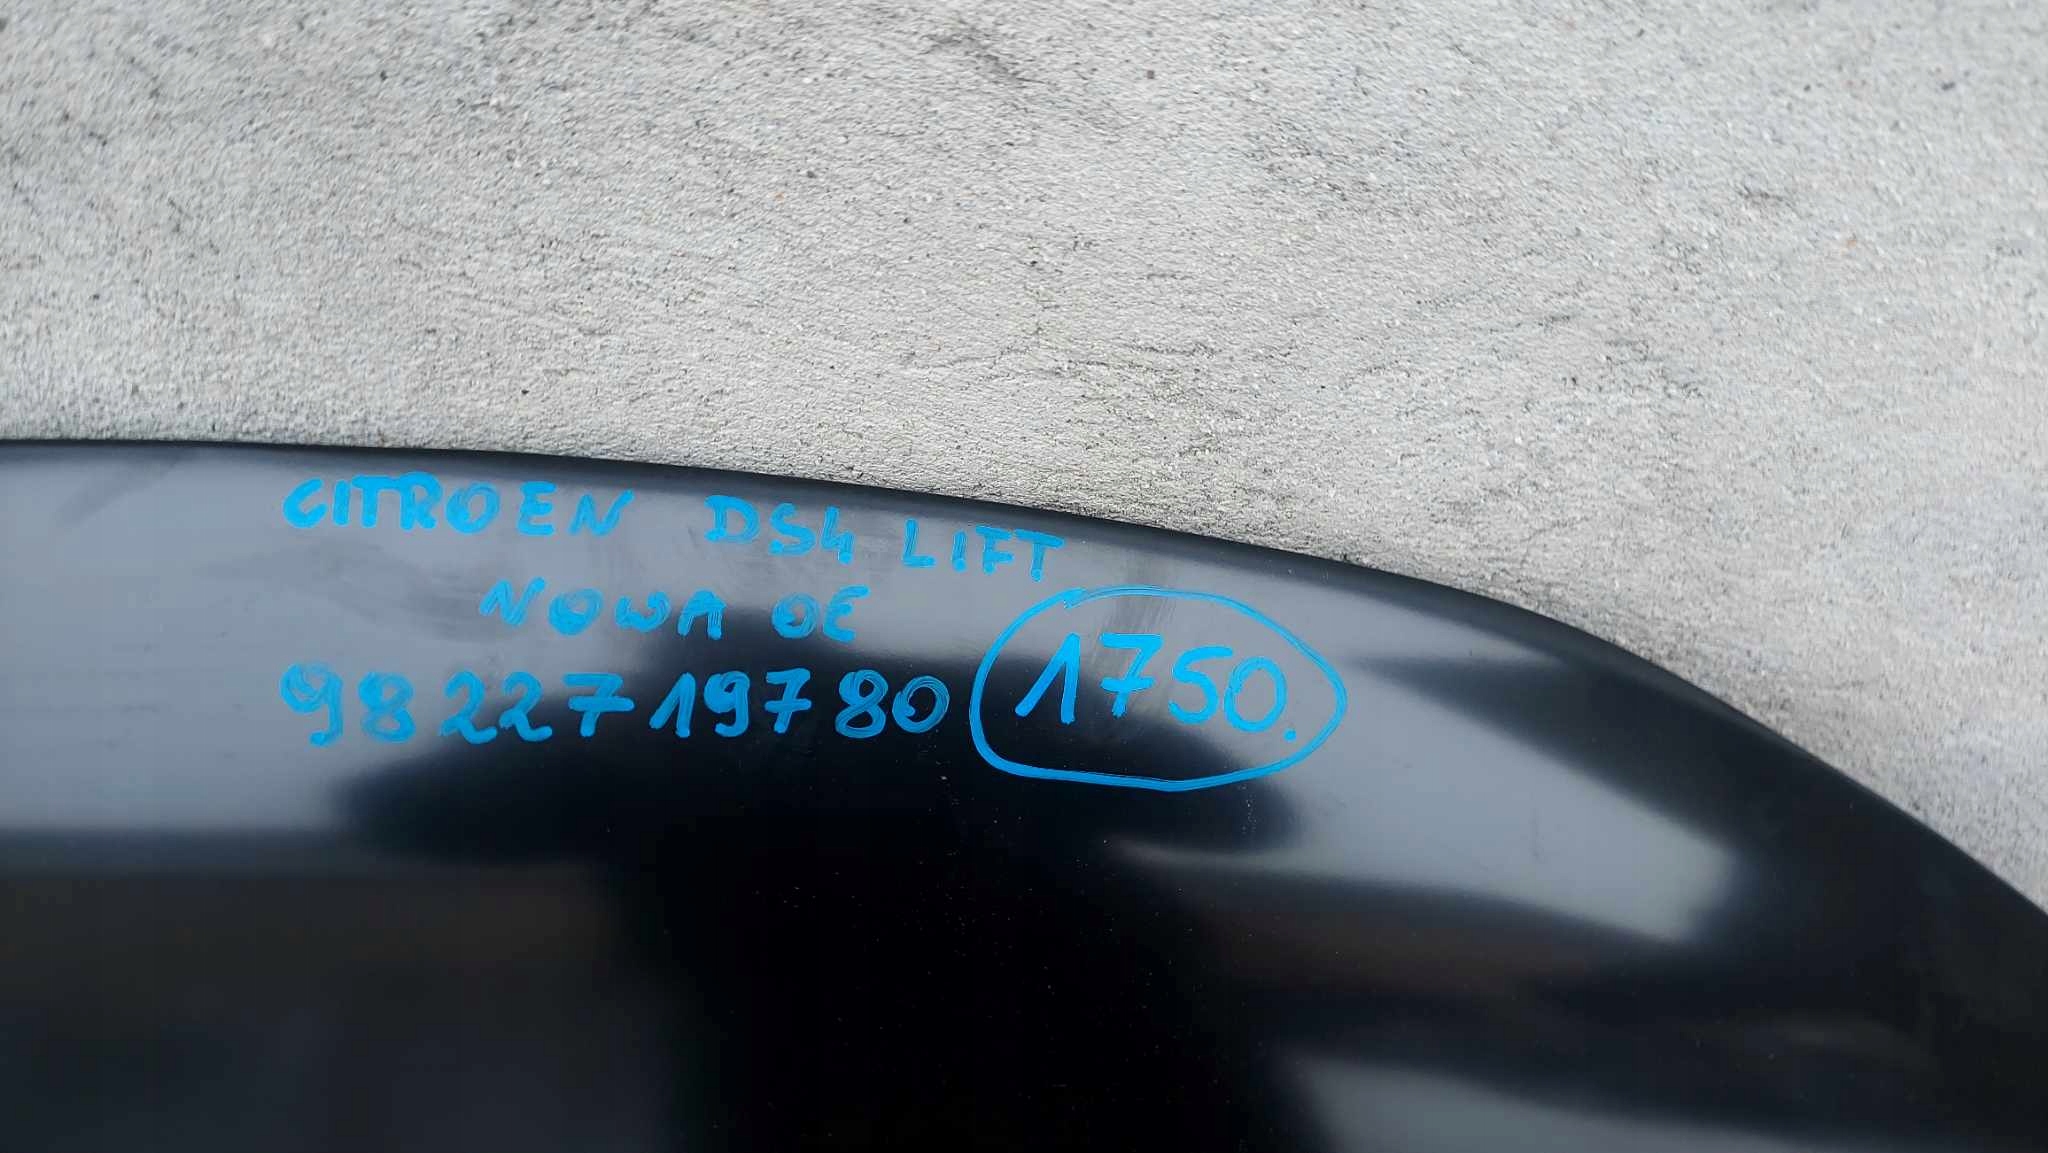 CITROEN DS4 LIFT
NOWA OE
9822719780
1750.